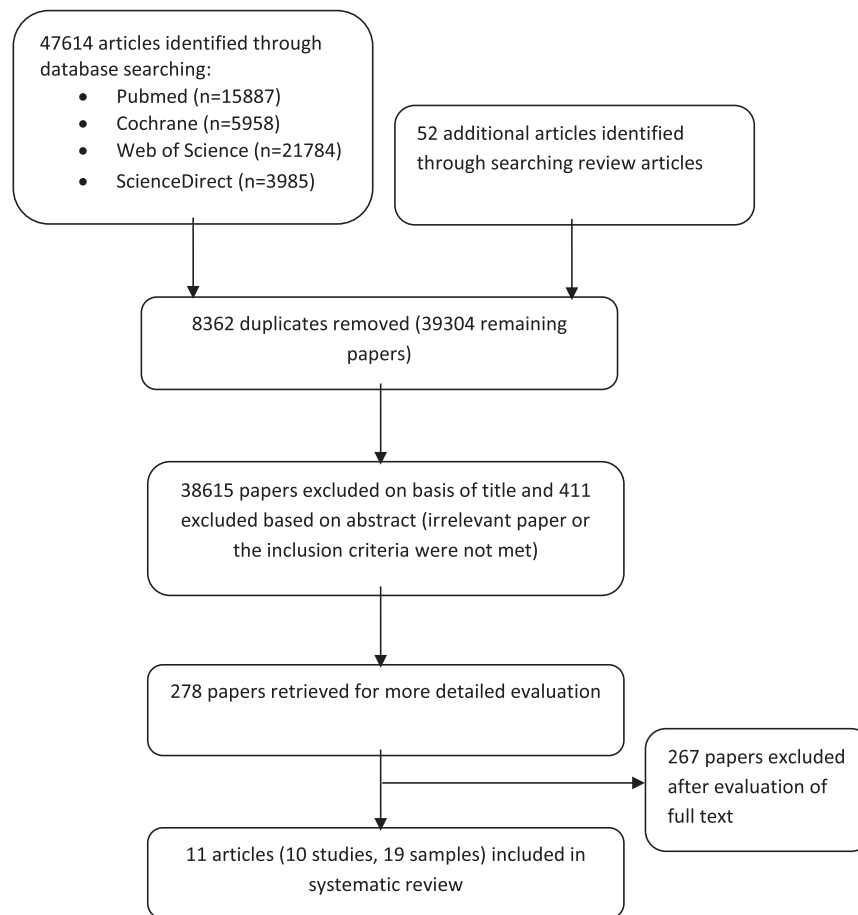 47614 articles identified through
database searching:
• Pubmed (n=15887)
• Cochrane (n=5958)
• Web of Science (n=21784)
• ScienceDirect (n=3985)
52 additional articles identified
through searching review articles
8362 duplicates removed (39304 remaining
papers)
38615 papers excluded on basis of title and 411
excluded based on abstract (irrelevant paper or
the inclusion criteria were not met)
278 papers retrieved for more detailed evaluation
267 papers excluded
after evaluation of
full text
11 articles (10 studies, 19 samples) included in
systematic review